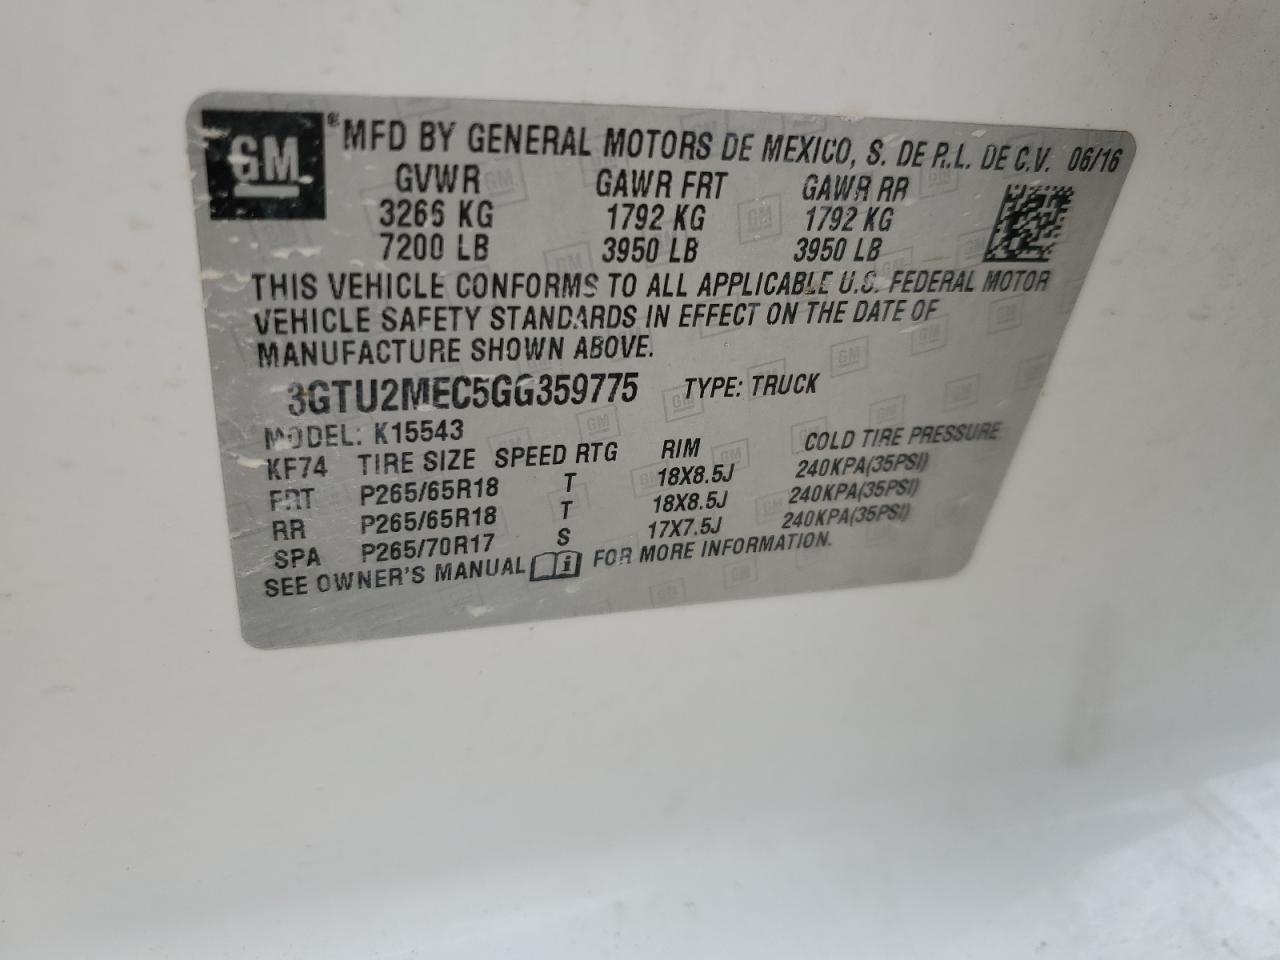 GM ® MFD BY GENERAL MOTORS DE MEXICO, S. DE R.L. DE C.V. 06/16
GVWR GAWR FRT GAWR RR
3266 KG 1792 KG 1792 KG
7200 LB 3950 LB 3950 LB
THIS VEHICLE CONFORMS TO ALL APPLICABLE U.S. FEDERAL MOTOR
VEHICLE SAFETY STANDARDS IN EFFECT ON THE DATE OF
MANUFACTURE SHOWN ABOVE.
3GTU2MEC5GG359775 TYPE: TRUCK
MODEL: K15543
KF74 TIRE SIZE SPEED RTG RIM COLD TIRE PRESSURE
FRT P265/65R18 T 18X8.5J 240KPA(35PSI)
RR P265/65R18 T 18X8.5J 240KPA(35PSI)
SPA P265/70R17 S 17X7.5J 240KPA(35PSI)
SEE OWNER'S MANUAL i FOR MORE INFORMATION.